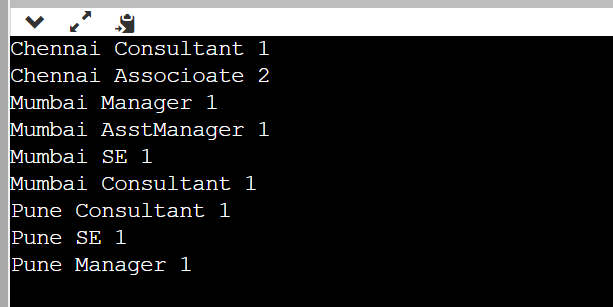 Chennai Consultant 1
Chennai Associoate 2
Mumbai Manager 1
Mumbai AsstManager 1
Mumbai SE 1
Mumbai Consultant 1
Pune Consultant 1
Pune SE 1
Pune Manager 1